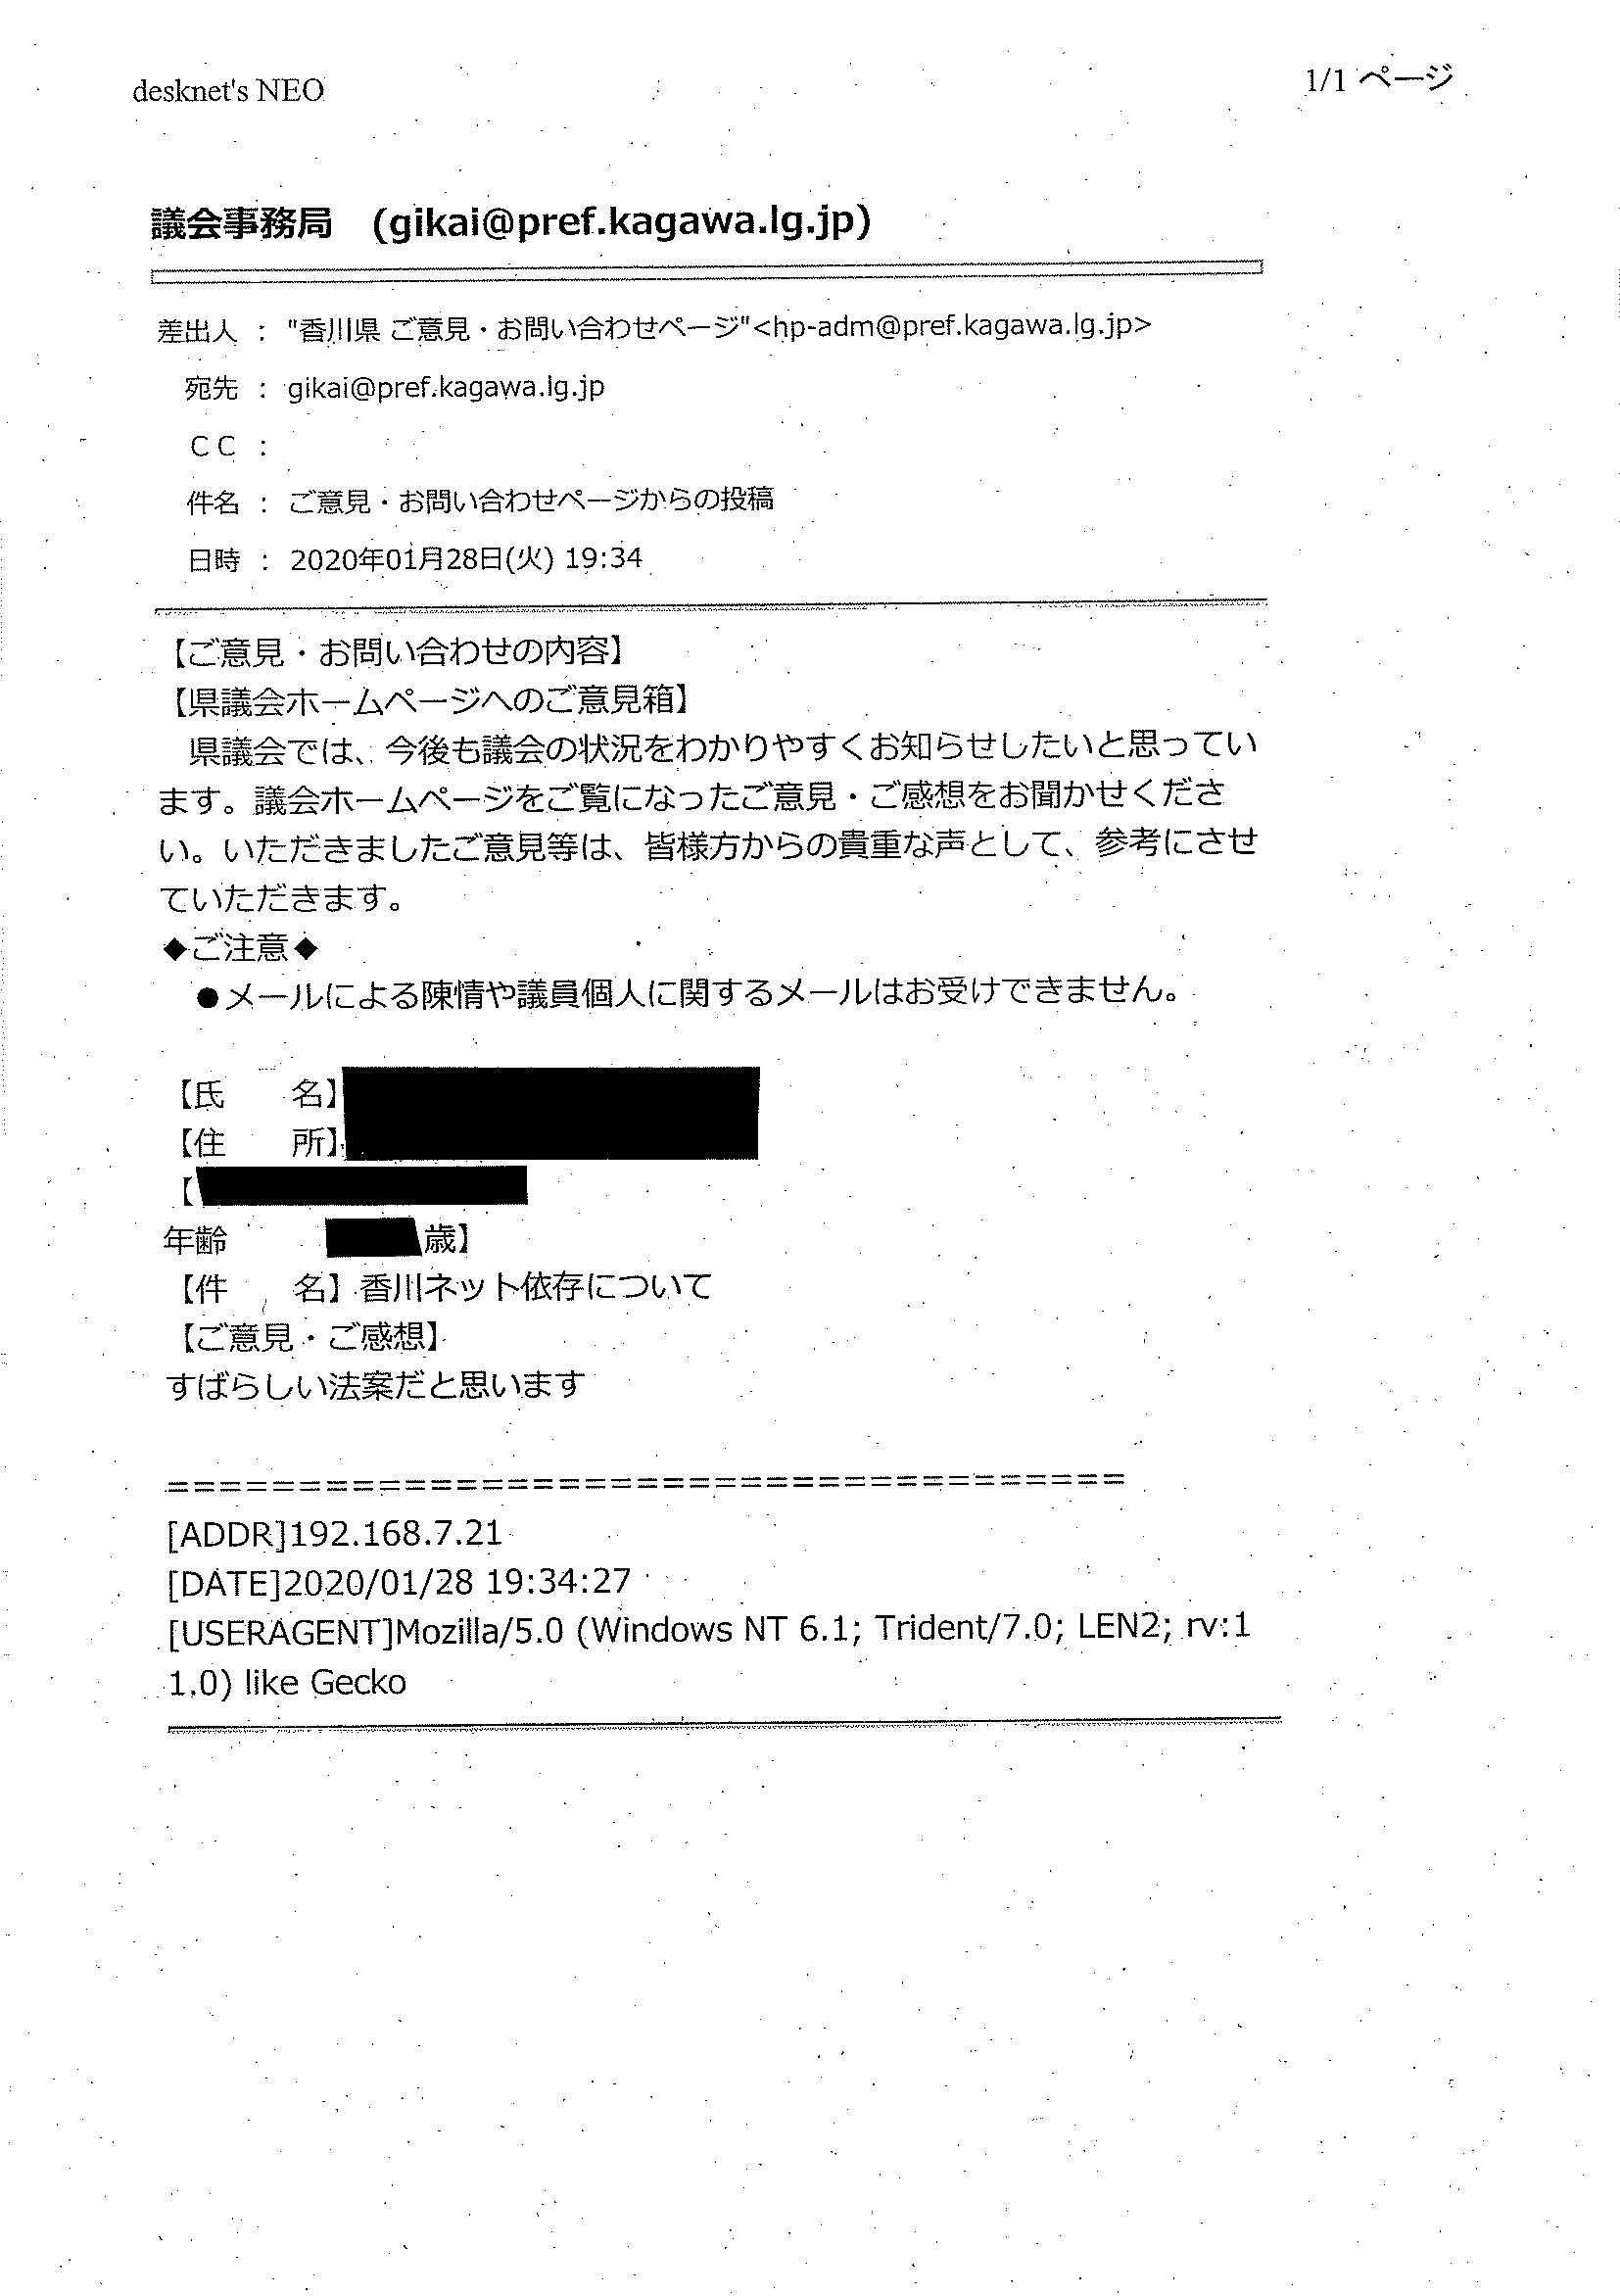 desknet's NEO
1/1 ページ
議会事務局　(gikai@pref.kagawa.lg.jp)
差出人 ： "香川県 ご意見・お問い合わせページ"<hp-adm@pref.kagawa.lg.jp>
宛先 ： gikai@pref.kagawa.lg.jp
ＣＣ ：
件名 ： ご意見・お問い合わせページからの投稿
日時 ： 2020年01月28日(火) 19:34
【ご意見・お問い合わせの内容】
【県議会ホームページへのご意見箱】
　県議会では、今後も議会の状況をわかりやすくお知らせしたいと思ってい
ます。議会ホームページをご覧になったご意見・ご感想をお聞かせくださ
い。いただきましたご意見等は、皆様方からの貴重な声として、参考にさせ
ていただきます。
◆ご注意◆
　●メールによる陳情や議員個人に関するメールはお受けできません。
【氏　　名】
【住　　所】
【
年齢　　　歳】
【件　　名】香川ネット依存について
【ご意見・ご感想】
すばらしい法案だと思います
=====================================
[ADDR]192.168.7.21
[DATE]2020/01/28 19:34:27
[USERAGENT]Mozilla/5.0 (Windows NT 6.1; Trident/7.0; LEN2; rv:1
1.0) like Gecko